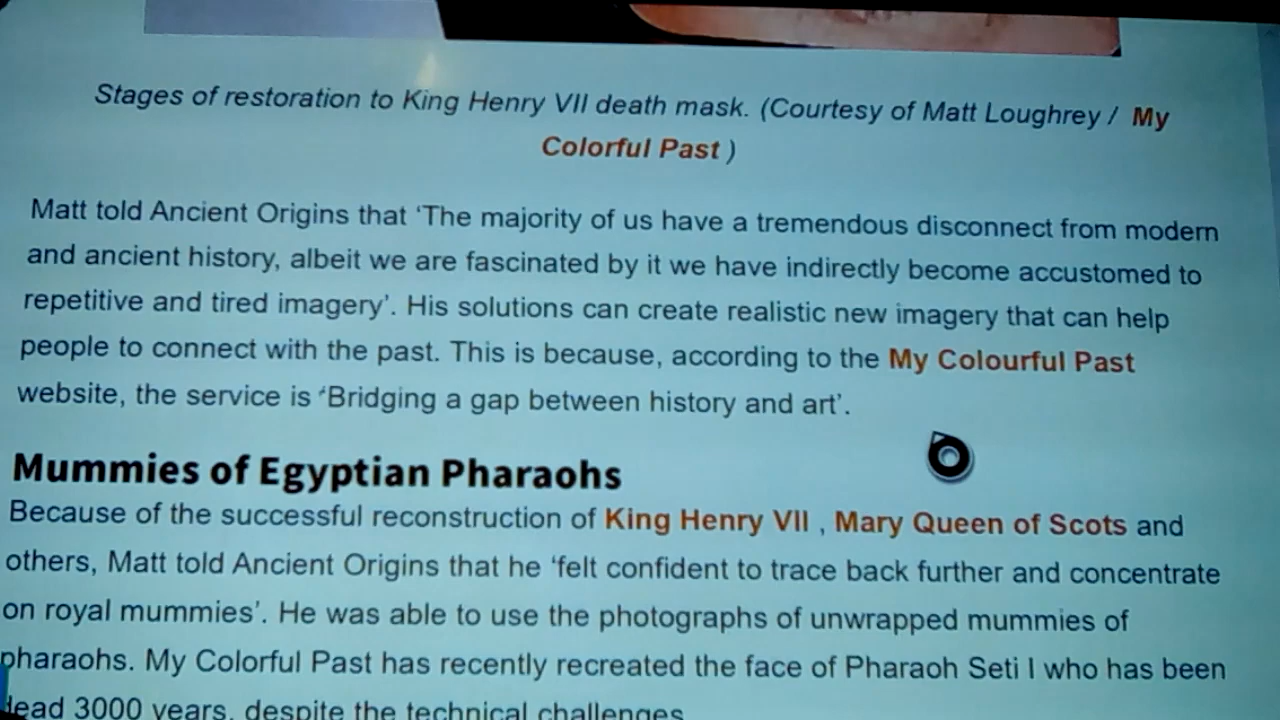 Stages of restoration to King Henry VII death mask. (Courtesy of Matt Loughrey / My
Colorful Past )
Matt told Ancient Origins that ‘The majority of us have a tremendous disconnect from modern
and ancient history, albeit we are fascinated by it we have indirectly become accustomed to
repetitive and tired imagery’. His solutions can create realistic new imagery that can help
people to connect with the past. This is because, according to the My Colourful Past
website, the service is ‘Bridging a gap between history and art’.
Mummies of Egyptian Pharaohs
Because of the successful reconstruction of King Henry VII , Mary Queen of Scots and
others, Matt told Ancient Origins that he ‘felt confident to trace back further and concentrate
on royal mummies’. He was able to use the photographs of unwrapped mummies of
pharaohs. My Colorful Past has recently recreated the face of Pharaoh Seti I who has been
dead 3000 years, despite the technical challenges